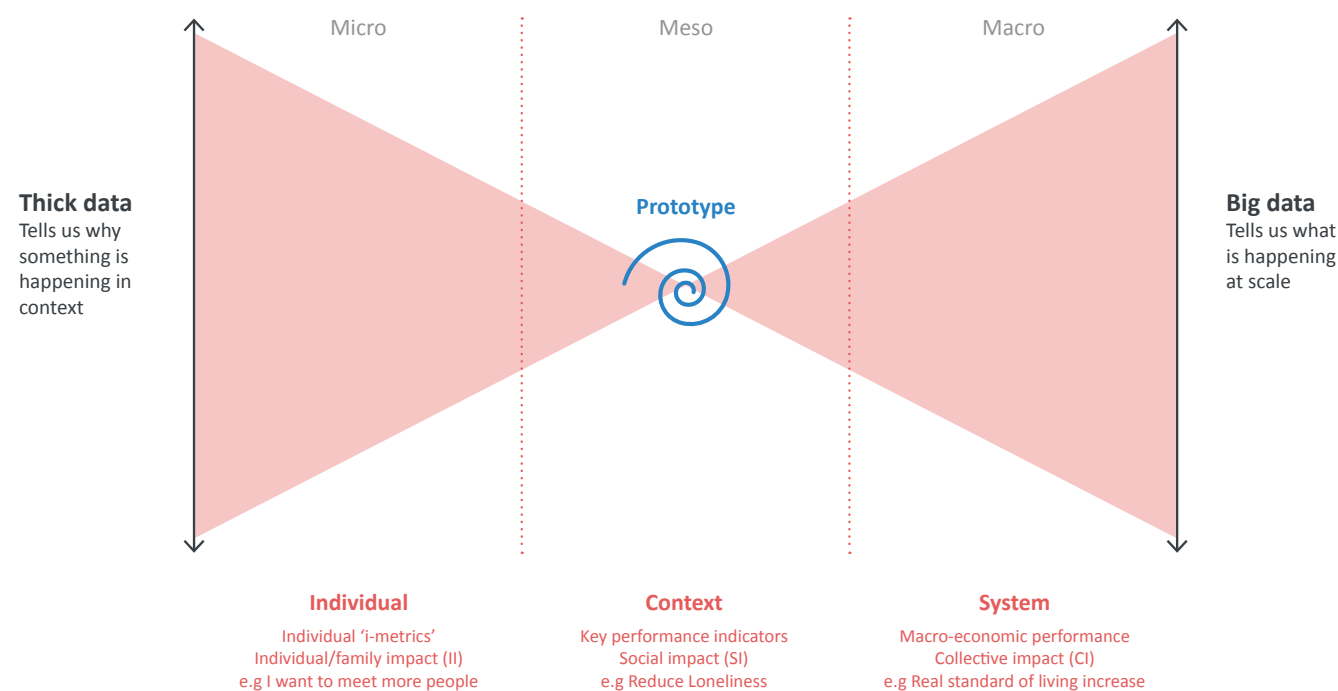 Micro
Meso
Macro
Thick data
Tells us why
something is
happening in
context
Prototype
Big data
Tells us what
is happening
at scale
Individual
Individual ‘i-metrics’
Individual/family impact (II)
e.g I want to meet more people
Context
Key performance indicators
Social impact (SI)
e.g Reduce Loneliness
System
Macro-economic performance
Collective impact (CI)
e.g Real standard of living increase